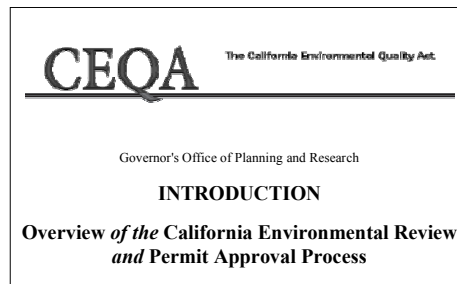 CEQA The California Environmental Quality Act
Governor's Office of Planning and Research
INTRODUCTION
Overview of the California Environmental Review
and Permit Approval Process